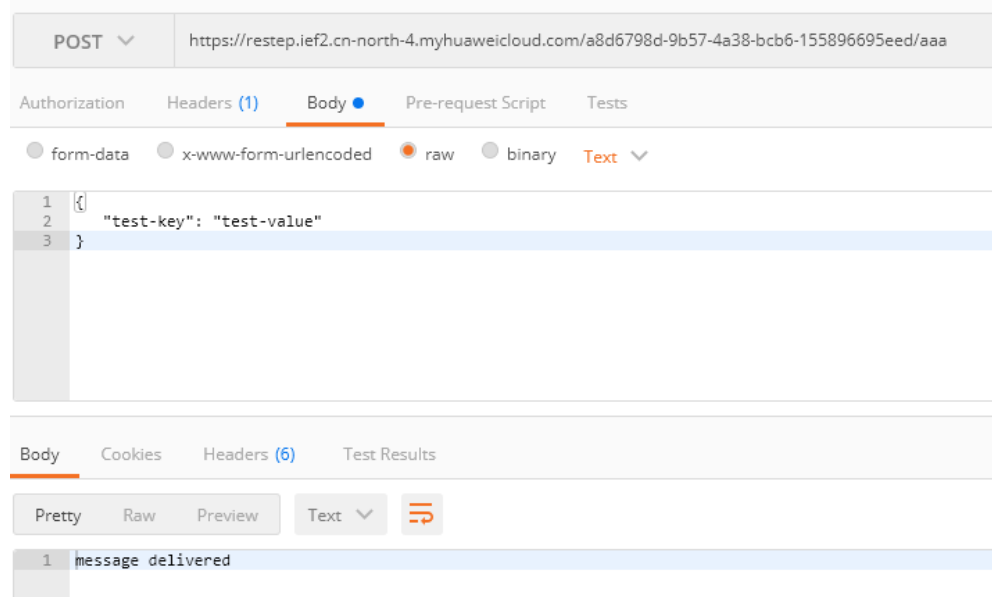 POST https://restep.ief2.cn-north-4.myhuaweicloud.com/a8d6798d-9b57-4a38-bcb6-155896695eed/aaa
Authorization Headers (1) Body Pre-request Script Tests
form-data x-www-form-urlencoded raw binary Text
1 {
2 "test-key": "test-value"
3 }
Body Cookies Headers (6) Test Results
Pretty Raw Preview Text
1 message delivered